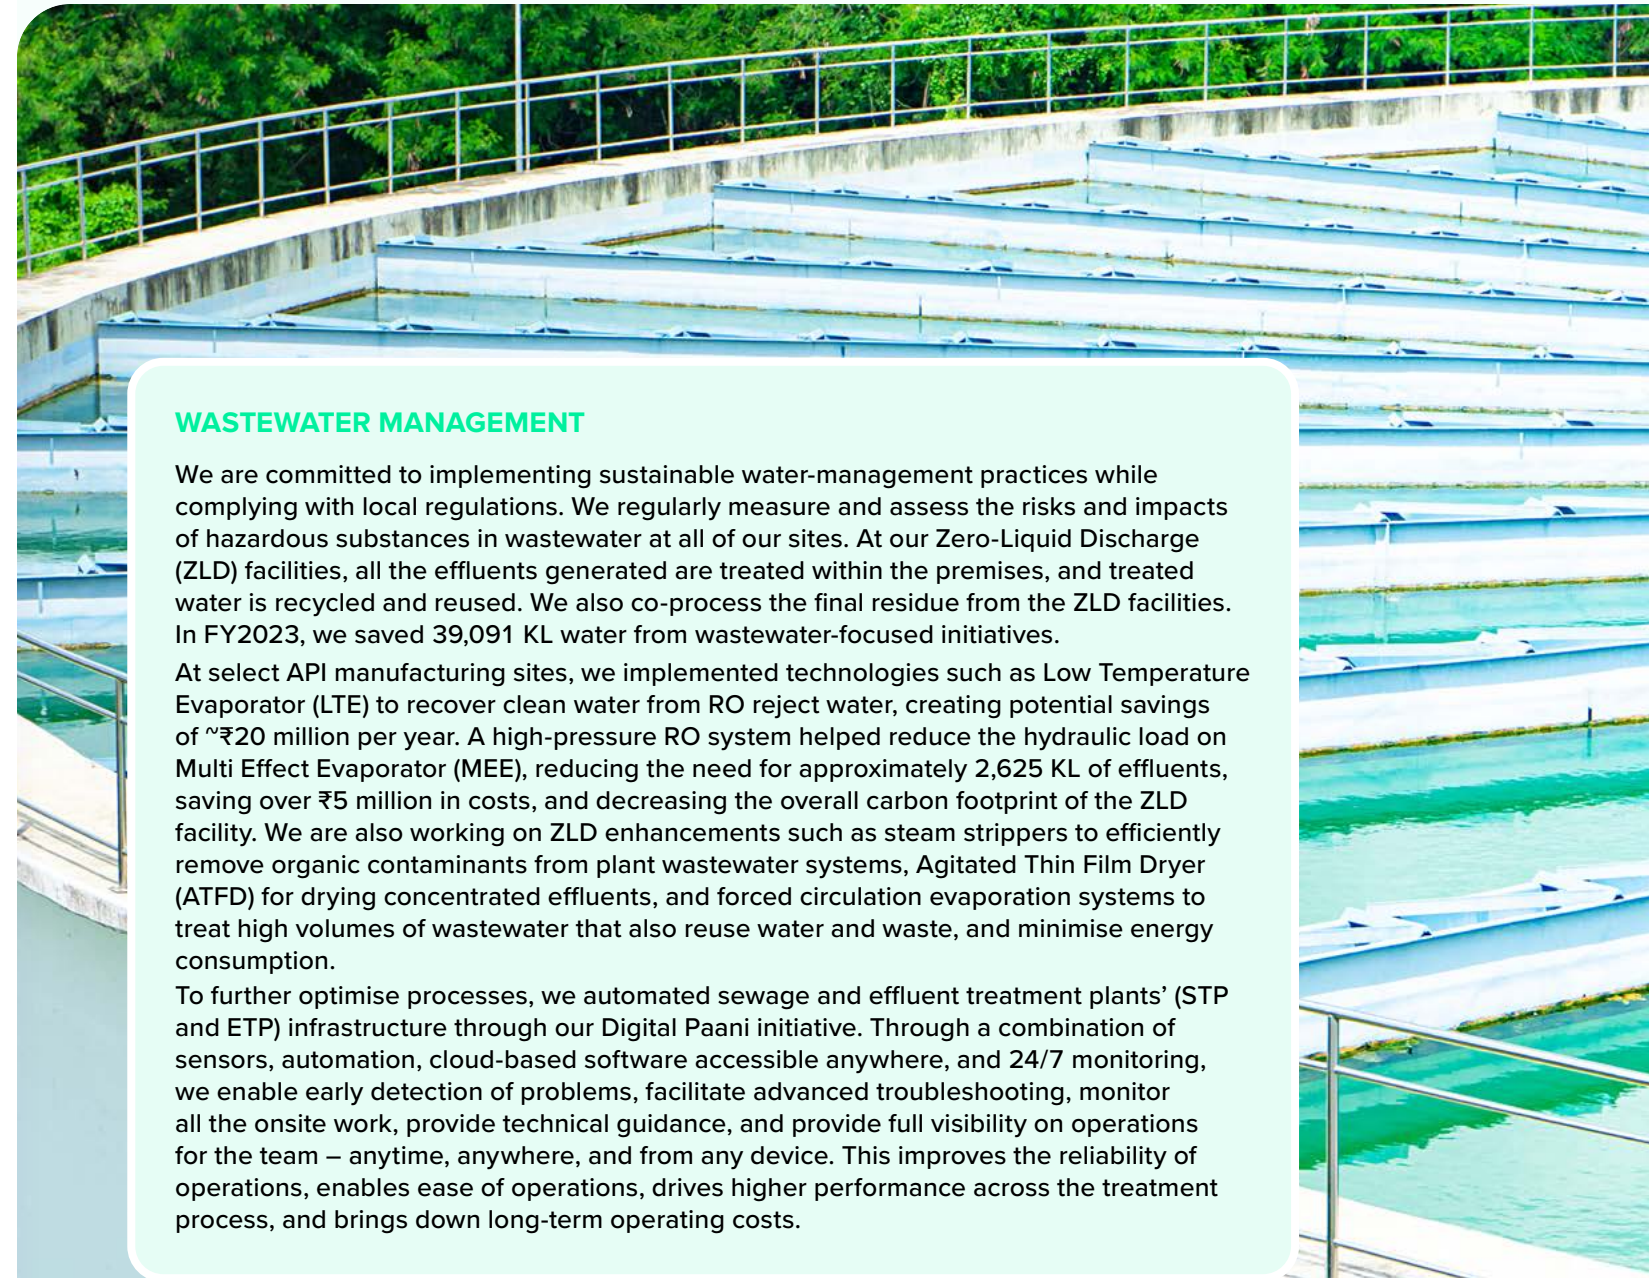 WASTEWATER MANAGEMENT
We are committed to implementing sustainable water-management practices while
complying with local regulations. We regularly measure and assess the risks and impacts
of hazardous substances in wastewater at all of our sites. At our Zero-Liquid Discharge
(ZLD) facilities, all the effluents generated are treated within the premises, and treated
water is recycled and reused. We also co-process the final residue from the ZLD facilities.
In FY2023, we saved 39,091 KL water from wastewater-focused initiatives.
At select API manufacturing sites, we implemented technologies such as Low Temperature
Evaporator (LTE) to recover clean water from RO reject water, creating potential savings
of ~₹20 million per year. A high-pressure RO system helped reduce the hydraulic load on
Multi Effect Evaporator (MEE), reducing the need for approximately 2,625 KL of effluents,
saving over ₹5 million in costs, and decreasing the overall carbon footprint of the ZLD
facility. We are also working on ZLD enhancements such as steam strippers to efficiently
remove organic contaminants from plant wastewater systems, Agitated Thin Film Dryer
(ATFD) for drying concentrated effluents, and forced circulation evaporation systems to
treat high volumes of wastewater that also reuse water and waste, and minimise energy
consumption.
To further optimise processes, we automated sewage and effluent treatment plants’ (STP
and ETP) infrastructure through our Digital Paani initiative. Through a combination of
sensors, automation, cloud-based software accessible anywhere, and 24/7 monitoring,
we enable early detection of problems, facilitate advanced troubleshooting, monitor
all the onsite work, provide technical guidance, and provide full visibility on operations
for the team – anytime, anywhere, and from any device. This improves the reliability of
operations, enables ease of operations, drives higher performance across the treatment
process, and brings down long-term operating costs.